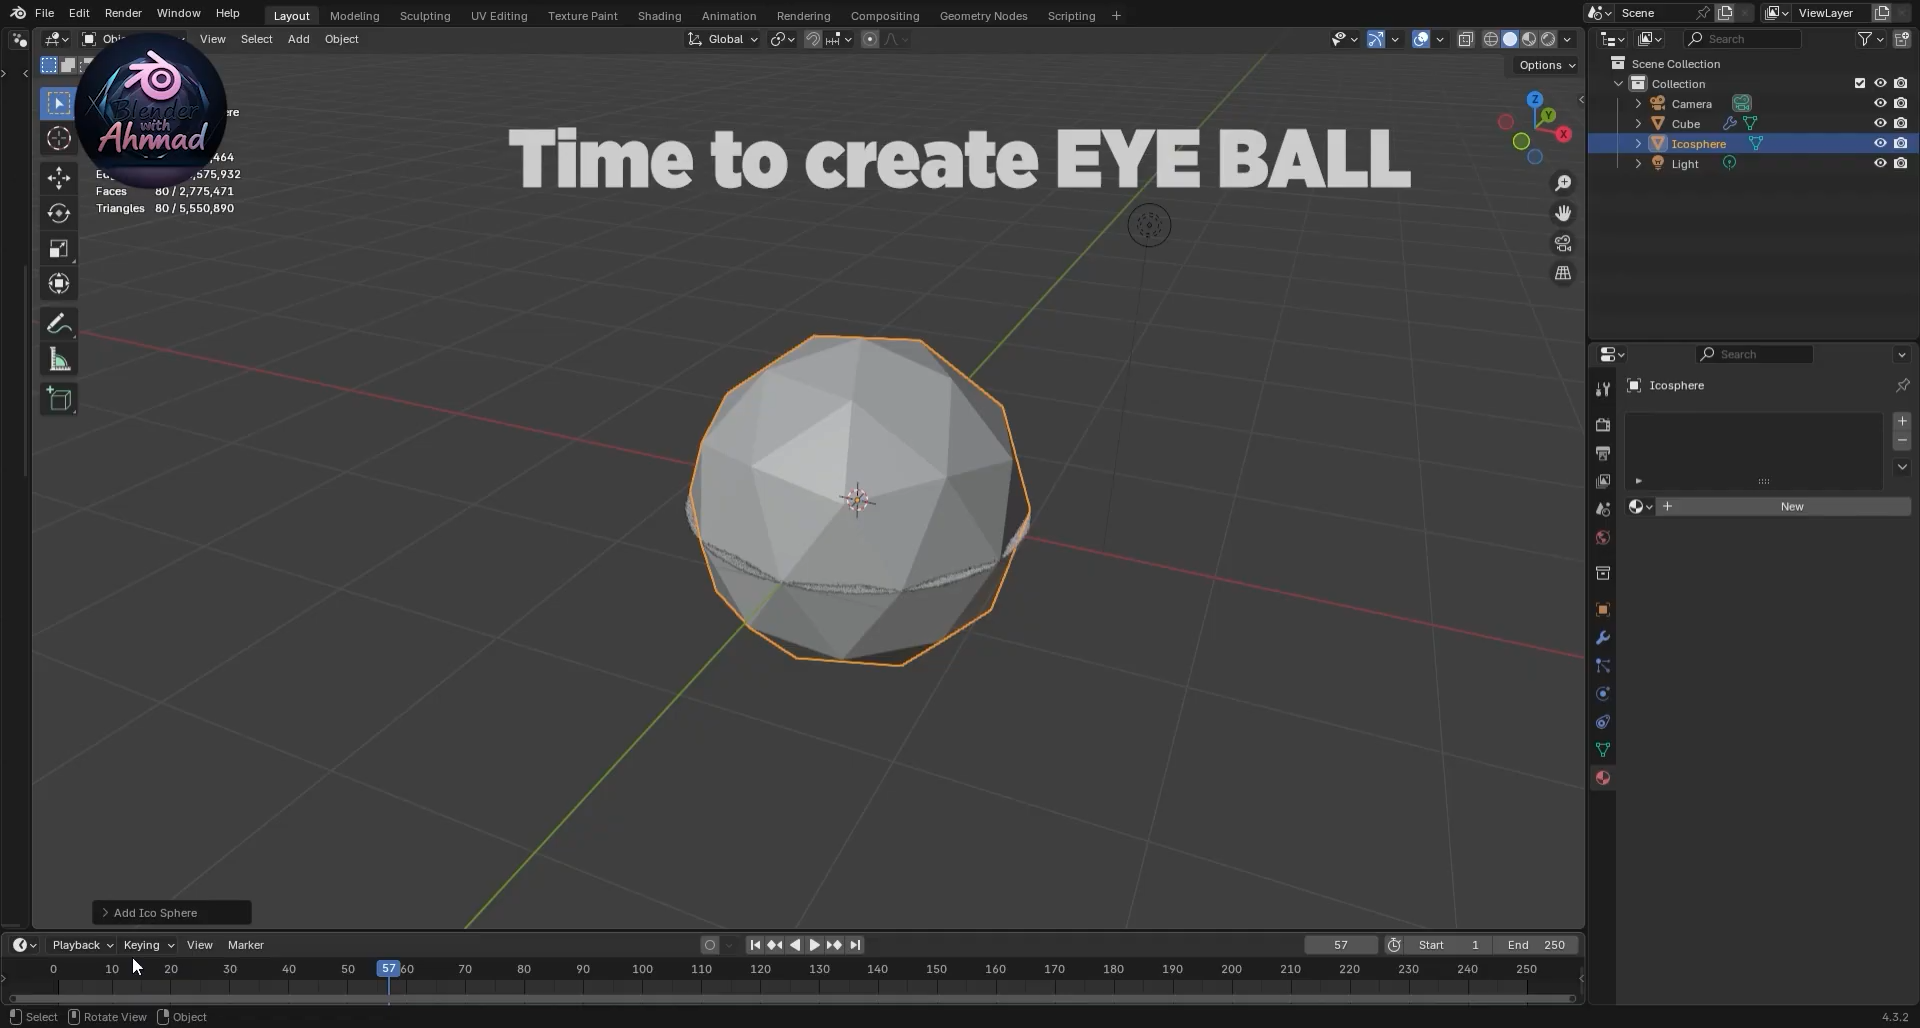 File Edit Render Window Help Layout Modeling Sculpting UV Editing Texture Paint Shading Animation Rendering Compositing Geometry Nodes Scripting + Scene ViewLayer
View Select Add Object Global Search
Options
Blender
with
Ahmad
Time to create EYE BALL
Faces 80 / 2,775,471
Triangles 80 / 5,550,890
Z
Y
X
Scene Collection
Collection
Camera
Cube
Icosphere
Light
Search
Icosphere
New
Add Ico Sphere
Playback Keying View Marker 57 Start 1 End 250
0 10 20 30 40 50 57 60 70 80 90 100 110 120 130 140 150 160 170 180 190 200 210 220 230 240 250
Select Rotate View Object 4.3.2